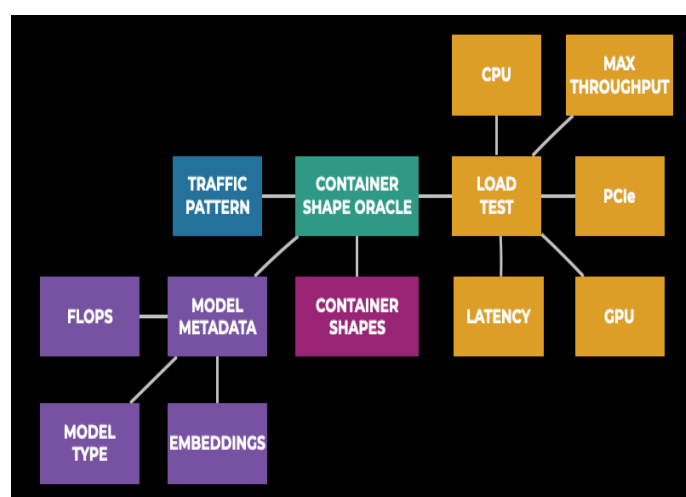 CPU
MAX
THROUGHPUT
TRAFFIC
PATTERN
CONTAINER
SHAPE ORACLE
LOAD
TEST
PCIe
FLOPS
MODEL
METADATA
CONTAINER
SHAPES
LATENCY
GPU
MODEL
TYPE
EMBEDDINGS